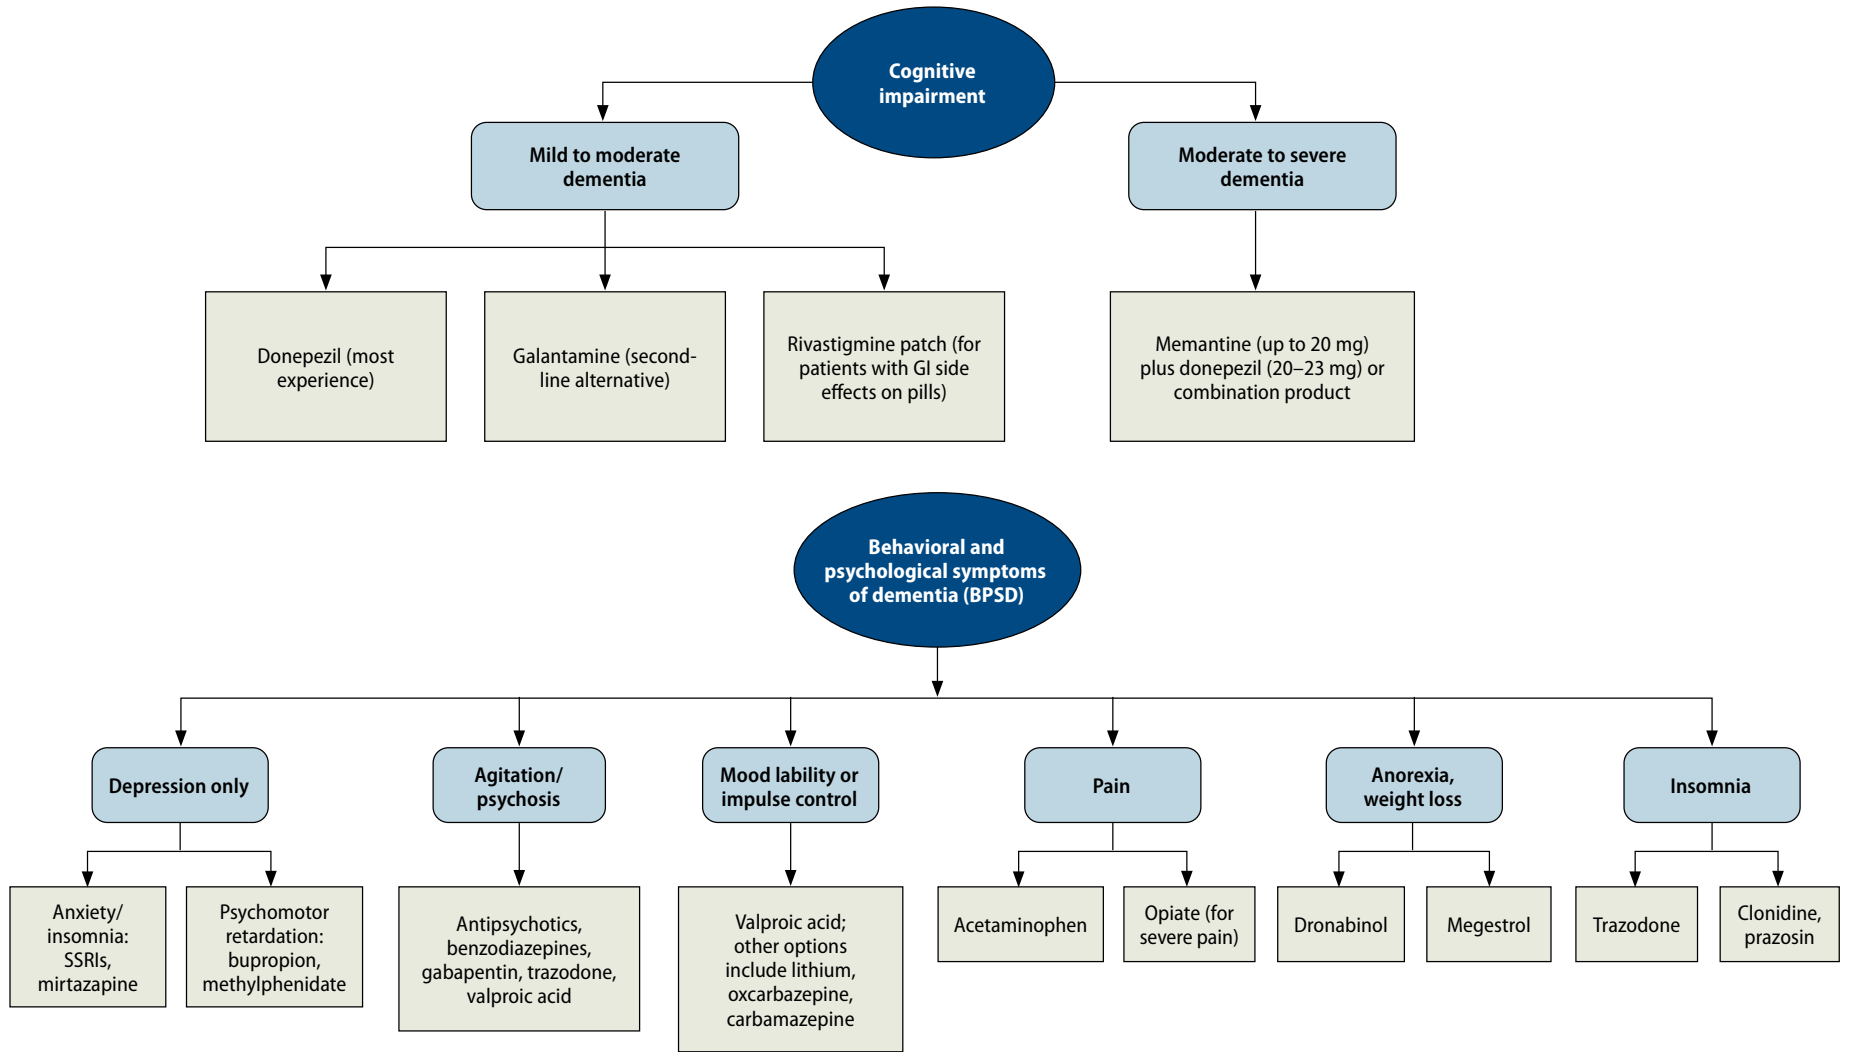 Cognitive
impairment
Mild to moderate
dementia
Moderate to severe
dementia
Donepezil (most
experience)
Galantamine (second-
line alternative)
Rivastigmine patch (for
patients with GI side
effects on pills)
Memantine (up to 20 mg)
plus donepezil (20–23 mg) or
combination product
Behavioral and
psychological symptoms
of dementia (BPSD)
Depression only
Agitation/
psychosis
Mood lability or
impulse control
Pain
Anorexia,
weight loss
Insomnia
Anxiety/
insomnia:
SSRIs,
mirtazapine
Psychomotor
retardation:
bupropion,
methylphenidate
Antipsychotics,
benzodiazepines,
gabapentin, trazodone,
valproic acid
Valproic acid;
other options
include lithium,
oxcarbazepine,
carbamazepine
Acetaminophen
Opiate (for
severe pain)
Dronabinol
Megestrol
Trazodone
Clonidine,
prazosin